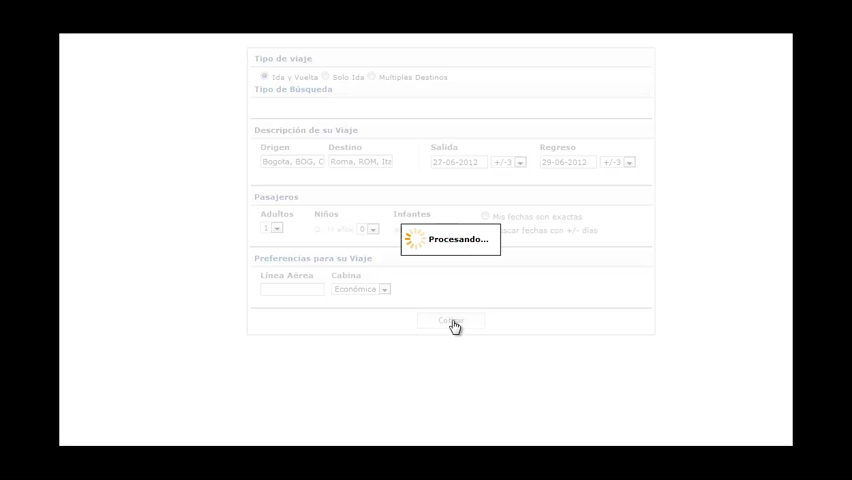 Tipo de viaje
Ida y Vuelta Solo Ida Multiples Destinos
Tipo de Búsqueda
Descripción de su Viaje
Origen Destino Salida Regreso
Bogota, BOG, C Roma, ROM, Ita 27-06-2012 +/-3 29-06-2012 +/-3
Pasajeros
Adultos Niños Infantes Mis fechas son exactas
1 años 0 fechas con +/- días
Procesando...
Preferencias para su Viaje
Línea Aérea Cabina
Económica